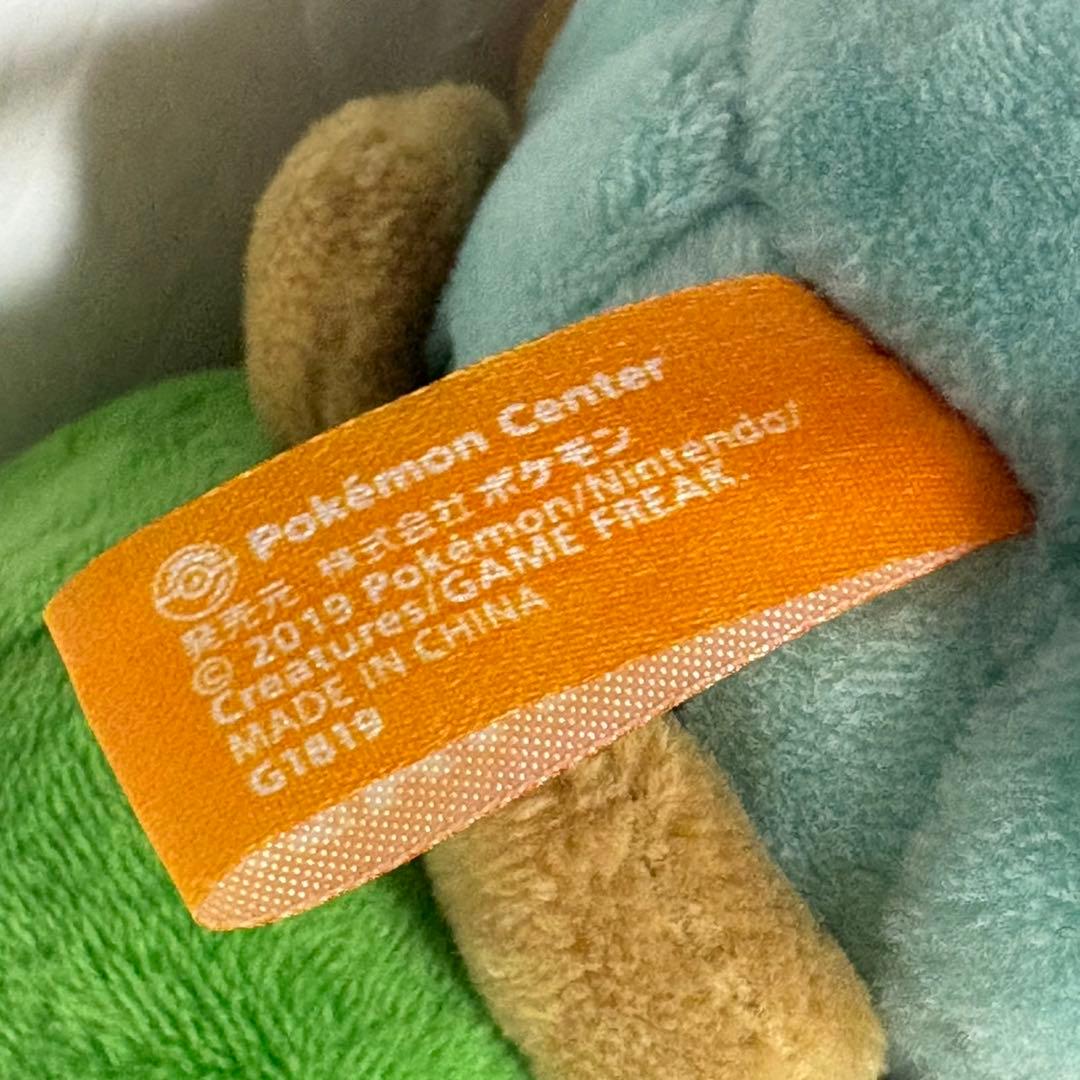 Pokémon Center
発売元 株式会社 ポケモン
© 2019 Pokémon/Nintendo/
Creatures/GAME FREAK.
MADE IN CHINA
G1819